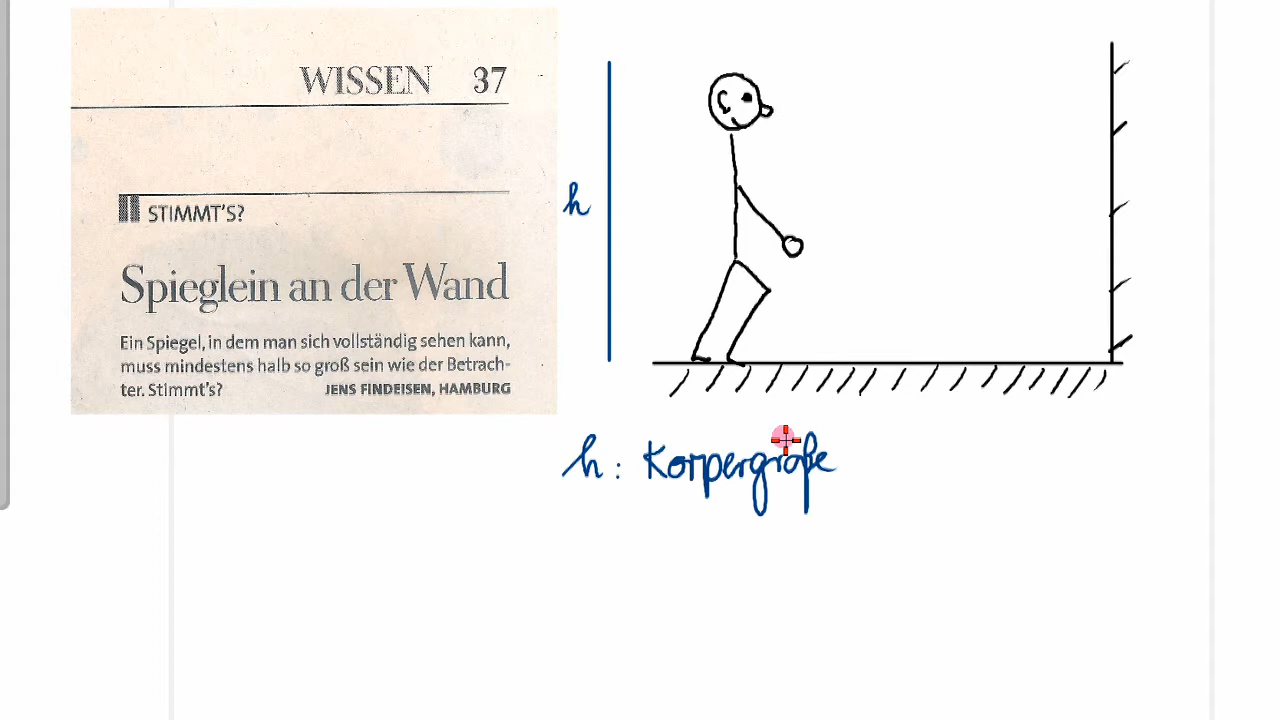 WISSEN 37
STIMMT'S?
Spieglein an der Wand
Ein Spiegel, in dem man sich vollständig sehen kann,
muss mindestens halb so groß sein wie der Betrach-
ter. Stimmt's? JENS FINDEISEN, HAMBURG
h
h: Körpergröße